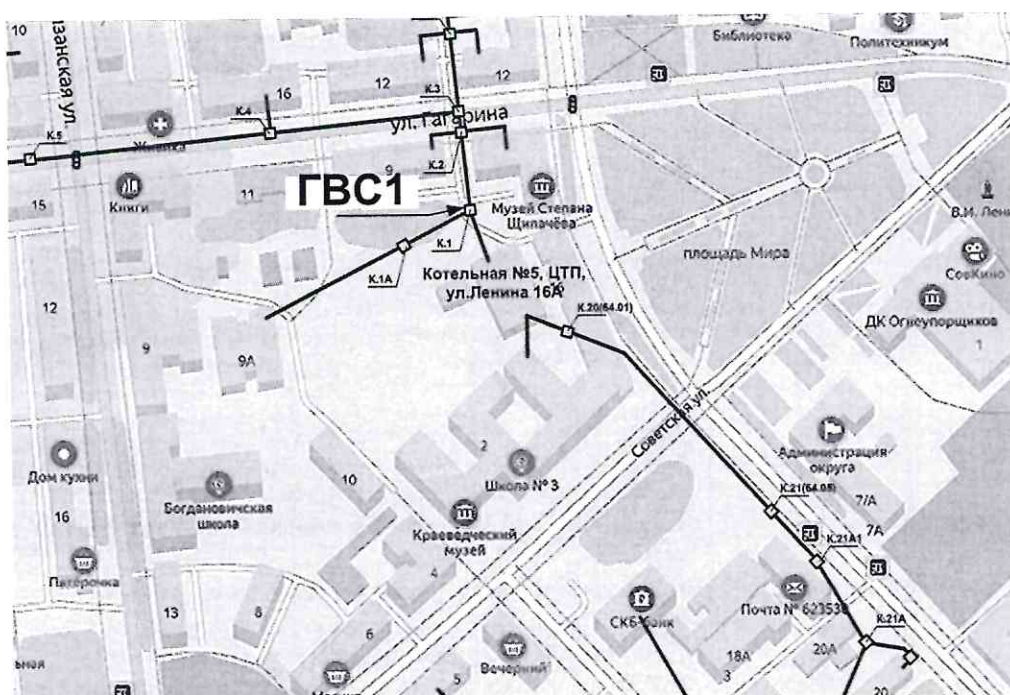 10
занская ул.
Библиотека
Политехникум
12
12
16
К.3
К.4
ул. Гагарина
К.5
Живика
К.2
9
11
ГВС1
15
Книги
Музей Степана
Щипачёва
В.И. Лени
К.1
К.1А
площадь Мира
СовКино
Котельная №5, ЦТП,
ул.Ленина 16А
К.20(64.01)
ДК Огнеупорщиков
1
12
9
9А
Советская ул.
2
Администрация
округа
Дом кухни
Школа № 3
10
К.21(64.05)
7/А
7А
16
Богдановичская
школа
Краеведческий
музей
К.21А1
Пятёрочка
4
Почта № 623530
СКБ-банк
13
8
6
К.21А
20А
18А
Вечерний
ьная
5
3
20